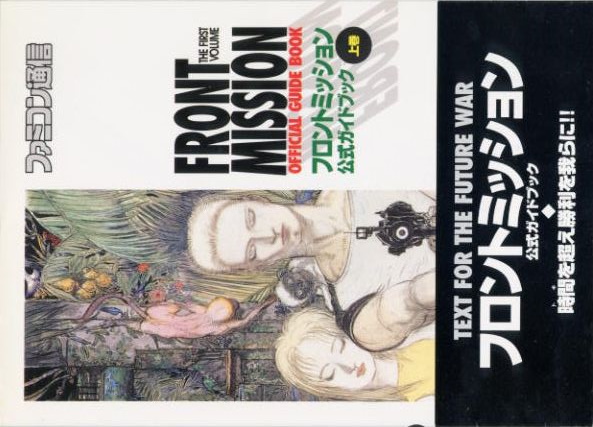 ファミコン通信
FRONT
THE FIRST
VOLUME
MISSION
OFFICIAL GUIDE BOOK
フロントミッション
公式ガイドブック
上巻
TEXT FOR THE FUTURE WAR
フロントミッション
公式ガイドブック
◆
時間を超え勝利を我らに!!